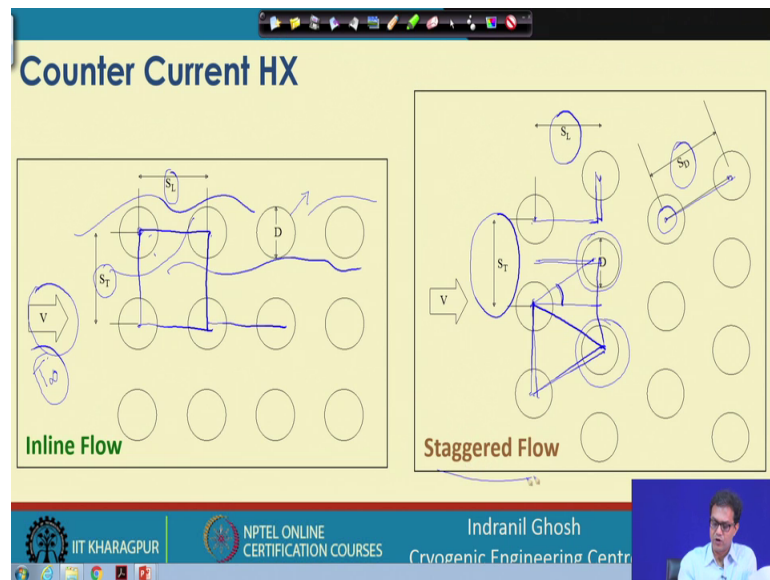 Counter Current HX
S_L
S_T
D
V
T∞
Inline Flow
S_L
S_D
S_T
D
V
Staggered Flow
IIT KHARAGPUR
NPTEL ONLINE
CERTIFICATION COURSES
Indranil Ghosh
Cryogenic Engineering Centr